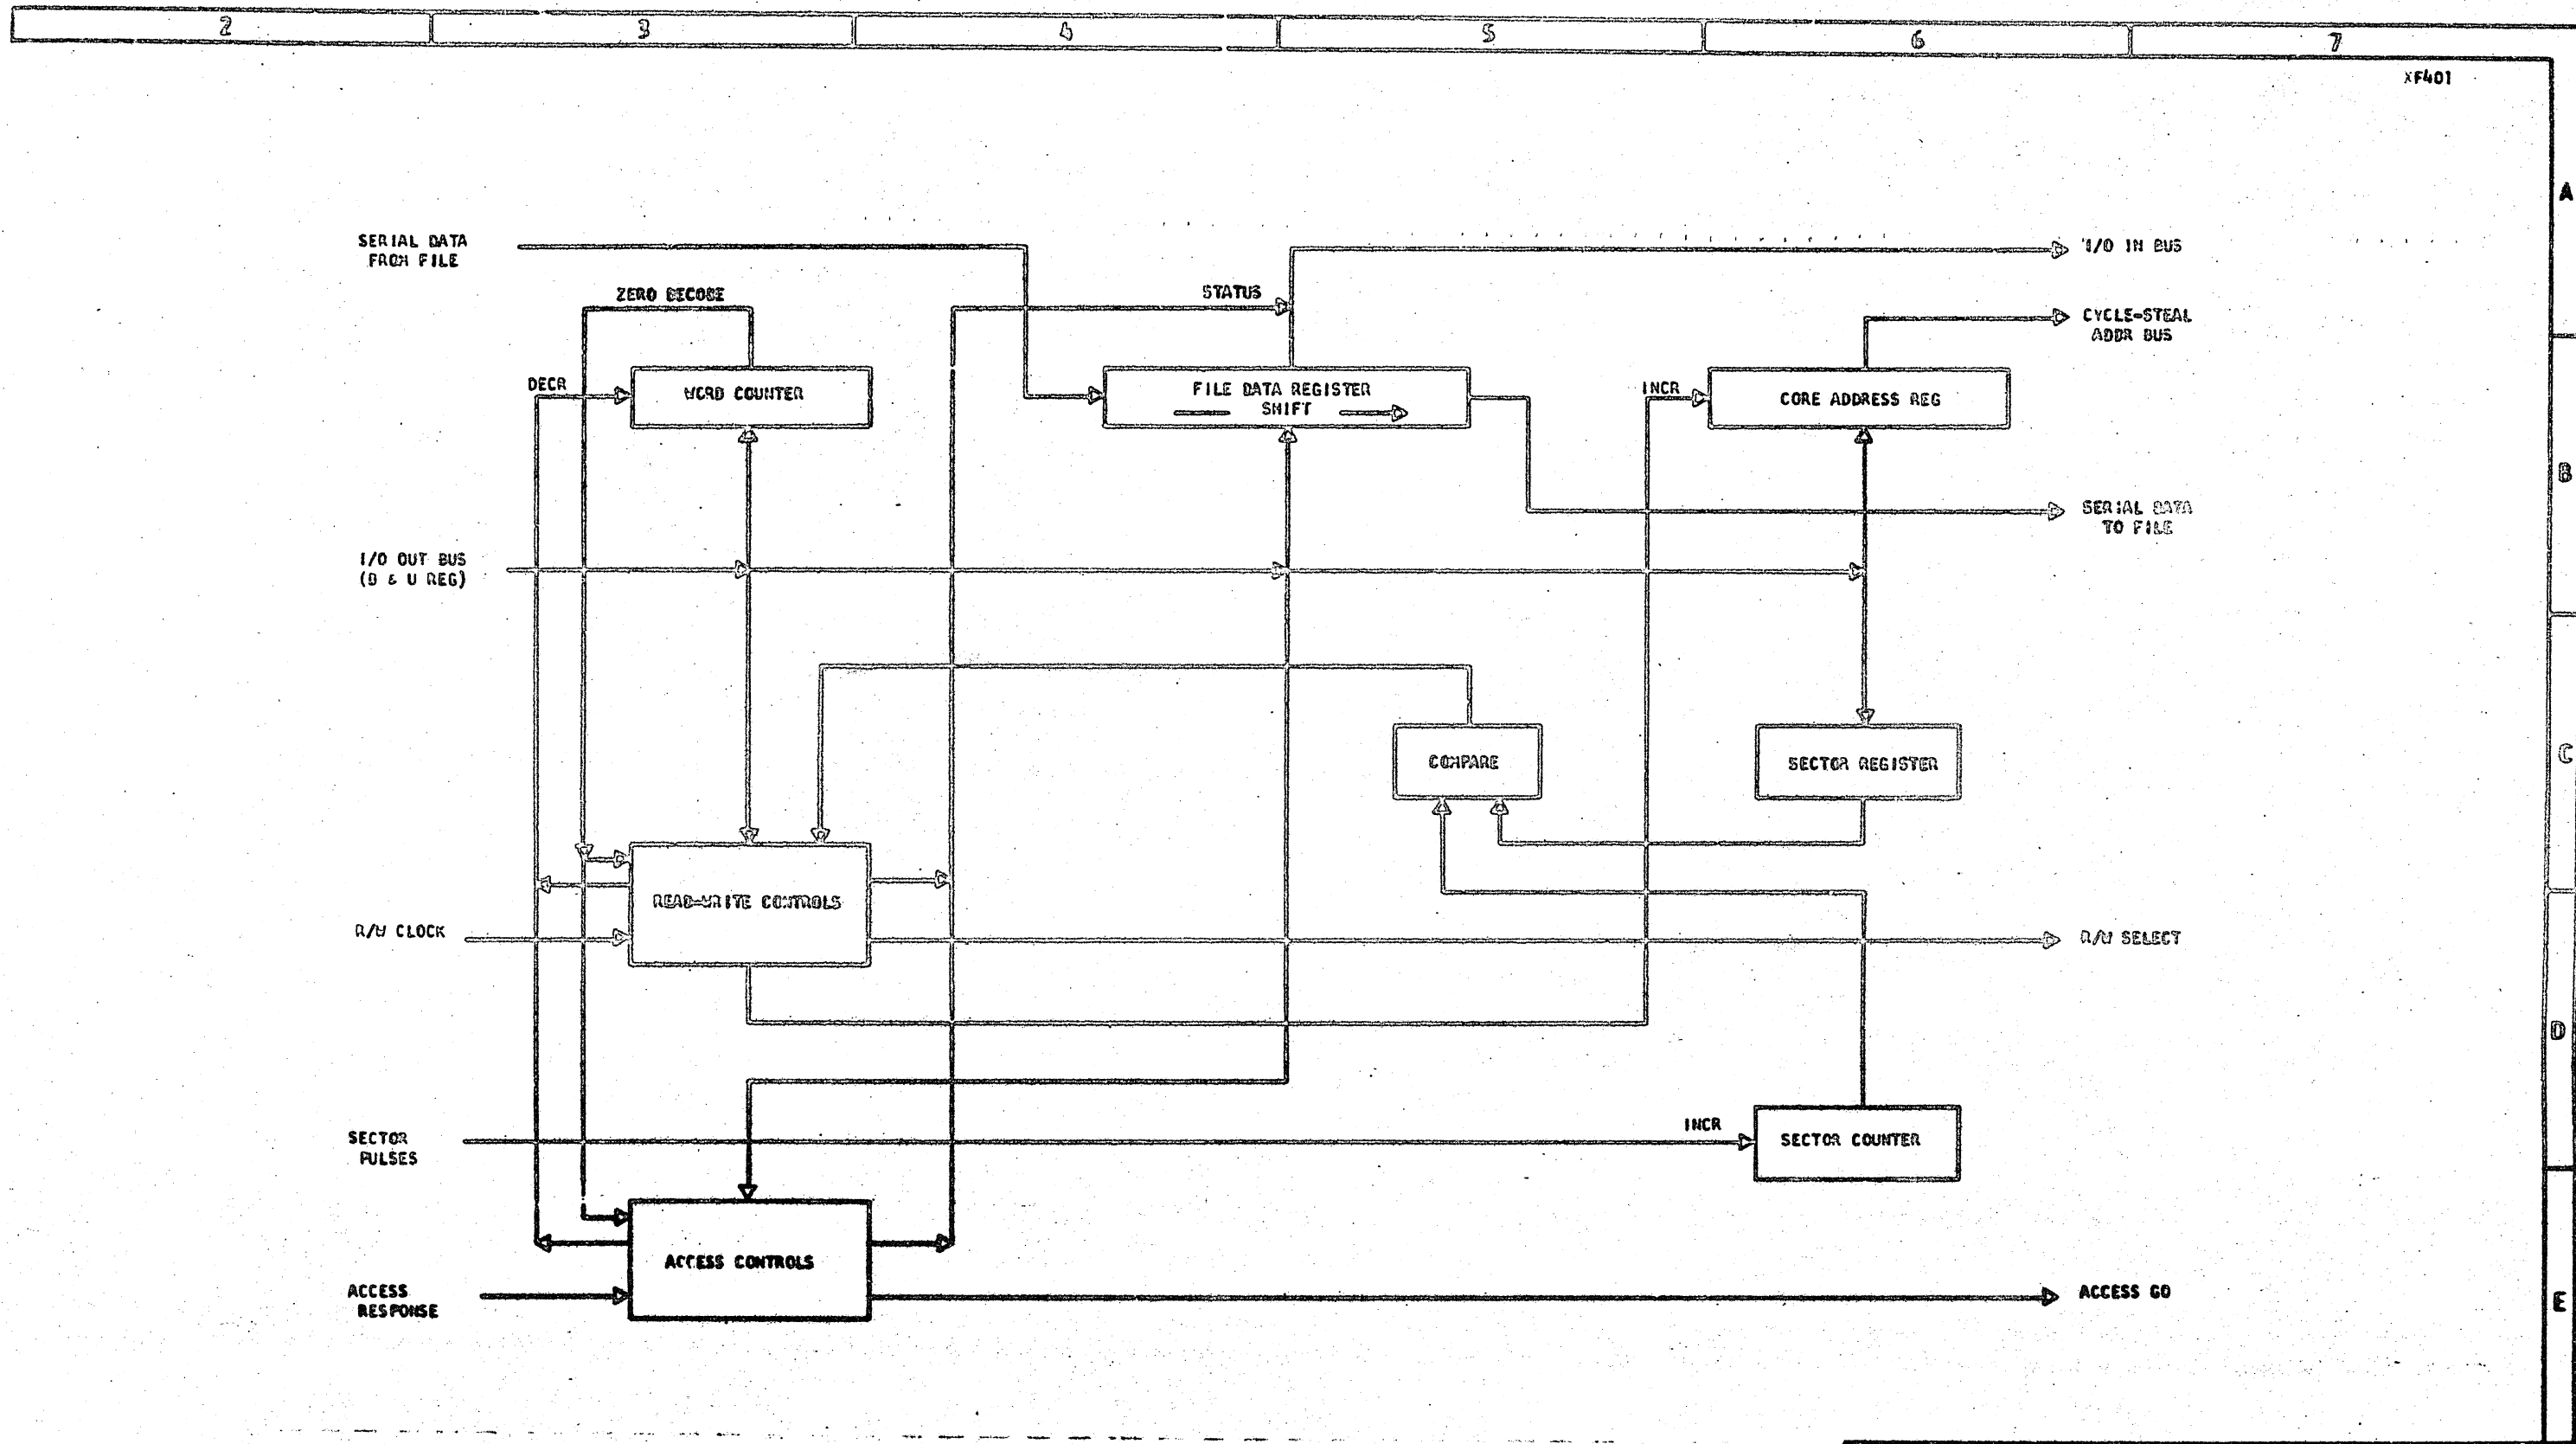 2 3 4 5 6 7
XF401
A
SERIAL DATA
FROM FILE
I/O IN BUS
ZERO DECODE
STATUS
CYCLE-STEAL
ADDR BUS
DECR
WORD COUNTER
FILE DATA REGISTER
SHIFT
INCR
CORE ADDRESS REG
B
SERIAL DATA
TO FILE
I/O OUT BUS
(B & U REG)
COMPARE
SECTOR REGISTER
C
READ-WRITE CONTROLS
R/W CLOCK
R/W SELECT
D
SECTOR
PULSES
INCR
SECTOR COUNTER
ACCESS CONTROLS
ACCESS
RESPONSE
ACCESS GO
E